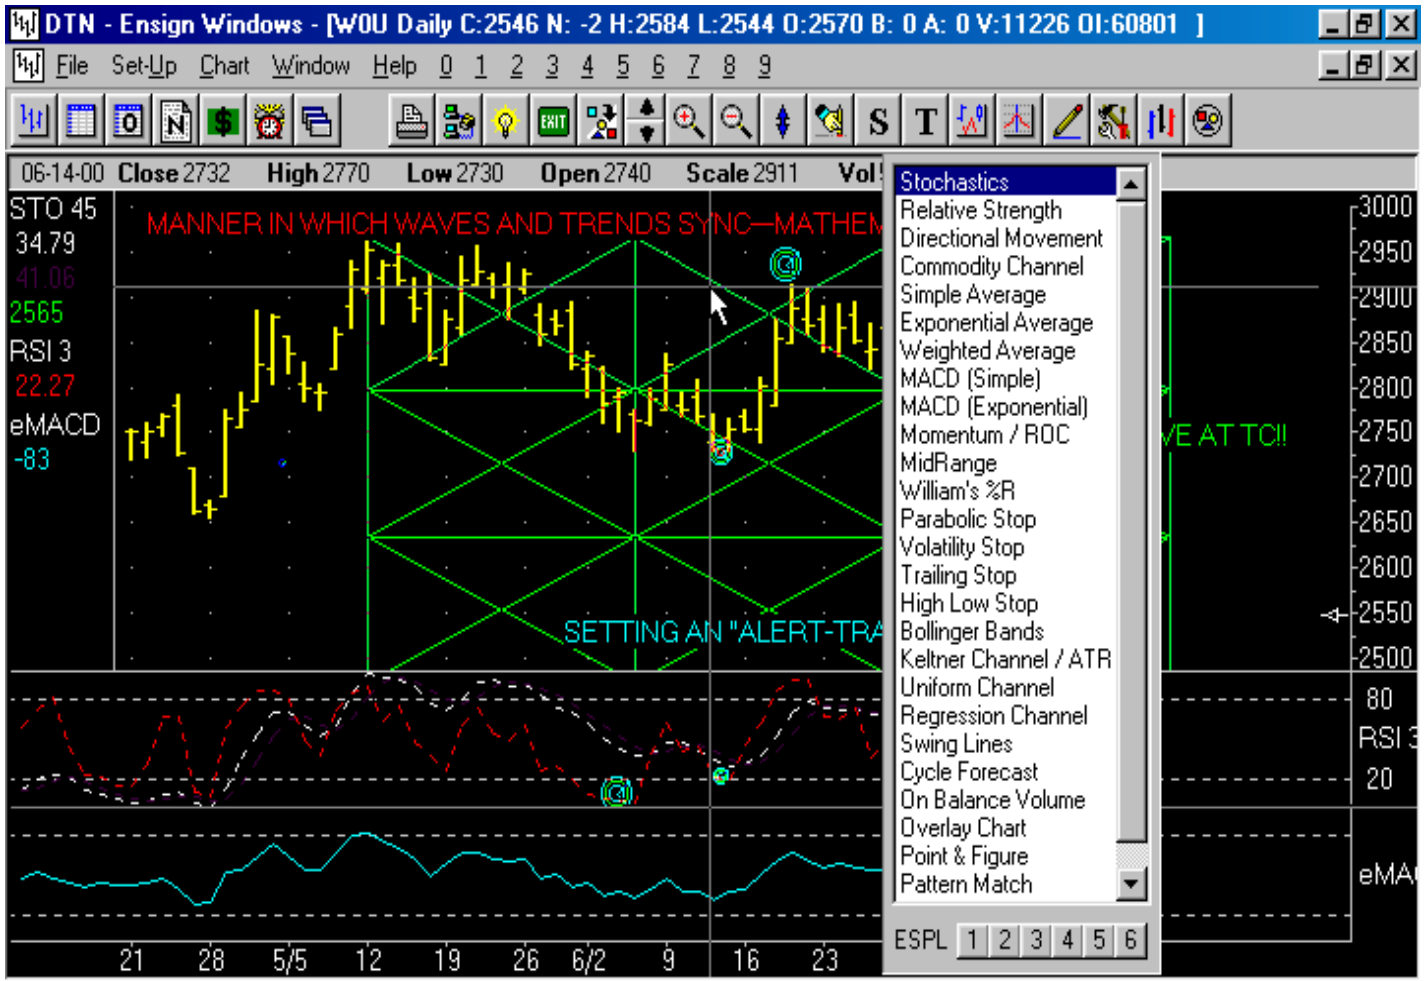 DTN - Ensign Windows - [W0U Daily C:2546 N: -2 H:2584 L:2544 O:2570 B: 0 A: 0 V:11226 OI:60801 ]
File Set-Up Chart Window Help 0 1 2 3 4 5 6 7 8 9
O N $ EXIT S T
06-14-00 Close 2732 High 2770 Low 2730 Open 2740 Scale 2911 Vol
STO 45
34.79
41.06
2565
RSI 3
22.27
eMACD
-83
MANNER IN WHICH WAVES AND TRENDS SYNC—MATHEM
VE AT TC!!
SETTING AN "ALERT-TRA
Stochastics
Relative Strength
Directional Movement
Commodity Channel
Simple Average
Exponential Average
Weighted Average
MACD (Simple)
MACD (Exponential)
Momentum / ROC
MidRange
William's %R
Parabolic Stop
Volatility Stop
Trailing Stop
High Low Stop
Bollinger Bands
Keltner Channel / ATR
Uniform Channel
Regression Channel
Swing Lines
Cycle Forecast
On Balance Volume
Overlay Chart
Point & Figure
Pattern Match
ESPL 1 2 3 4 5 6
3000
2950
2900
2850
2800
2750
2700
2650
2600
2550
2500
80
RSI 3
20
eMA
21 28 5/5 12 19 26 6/2 9 16 23